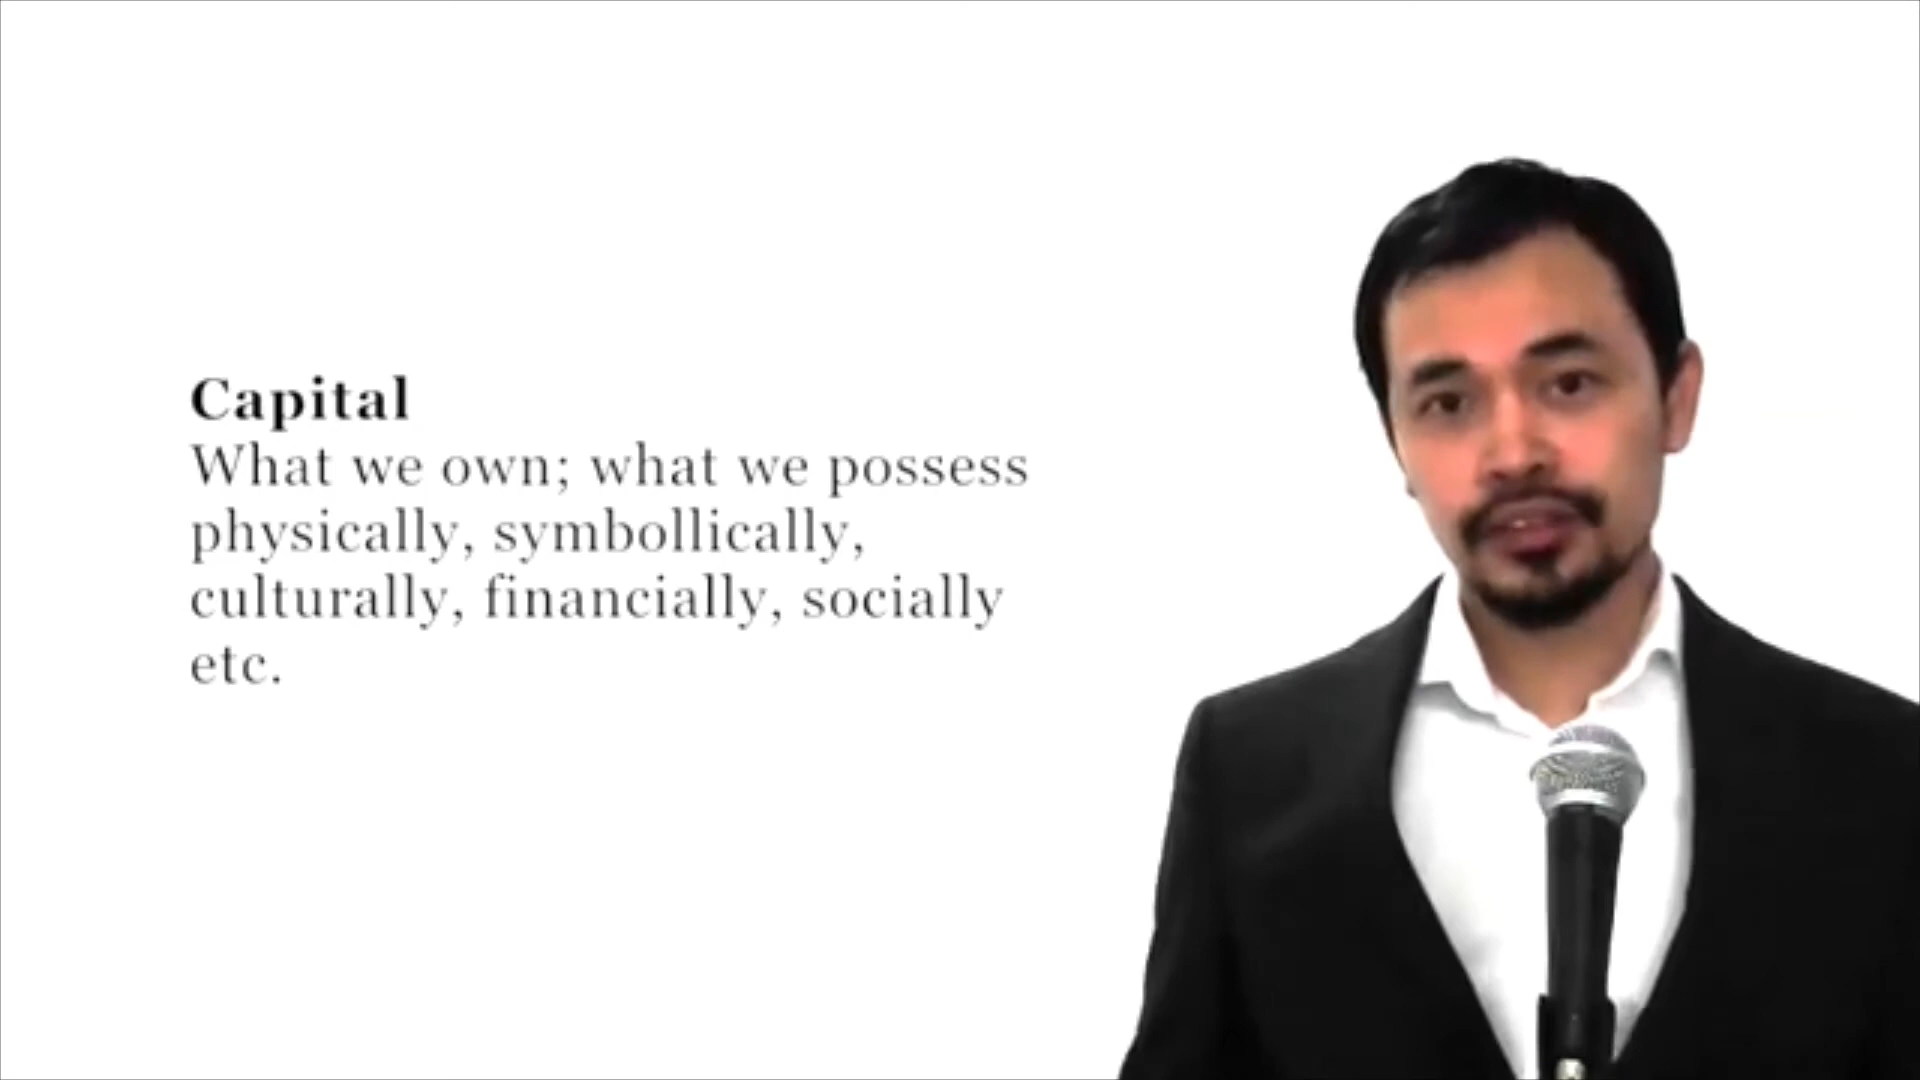 Capital
What we own; what we possess
physically, symbollically,
culturally, financially, socially
etc.